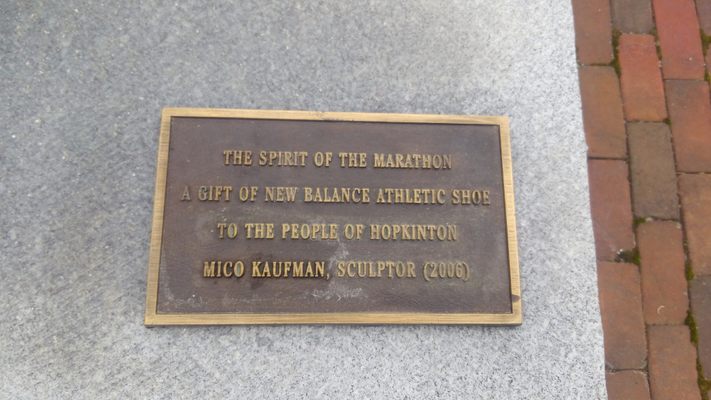 THE SPIRIT OF THE MARATHON
A GIFT OF NEW BALANCE ATHLETIC SHOE
TO THE PEOPLE OF HOPKINTON
MICO KAUFMAN, SCULPTOR (2006)